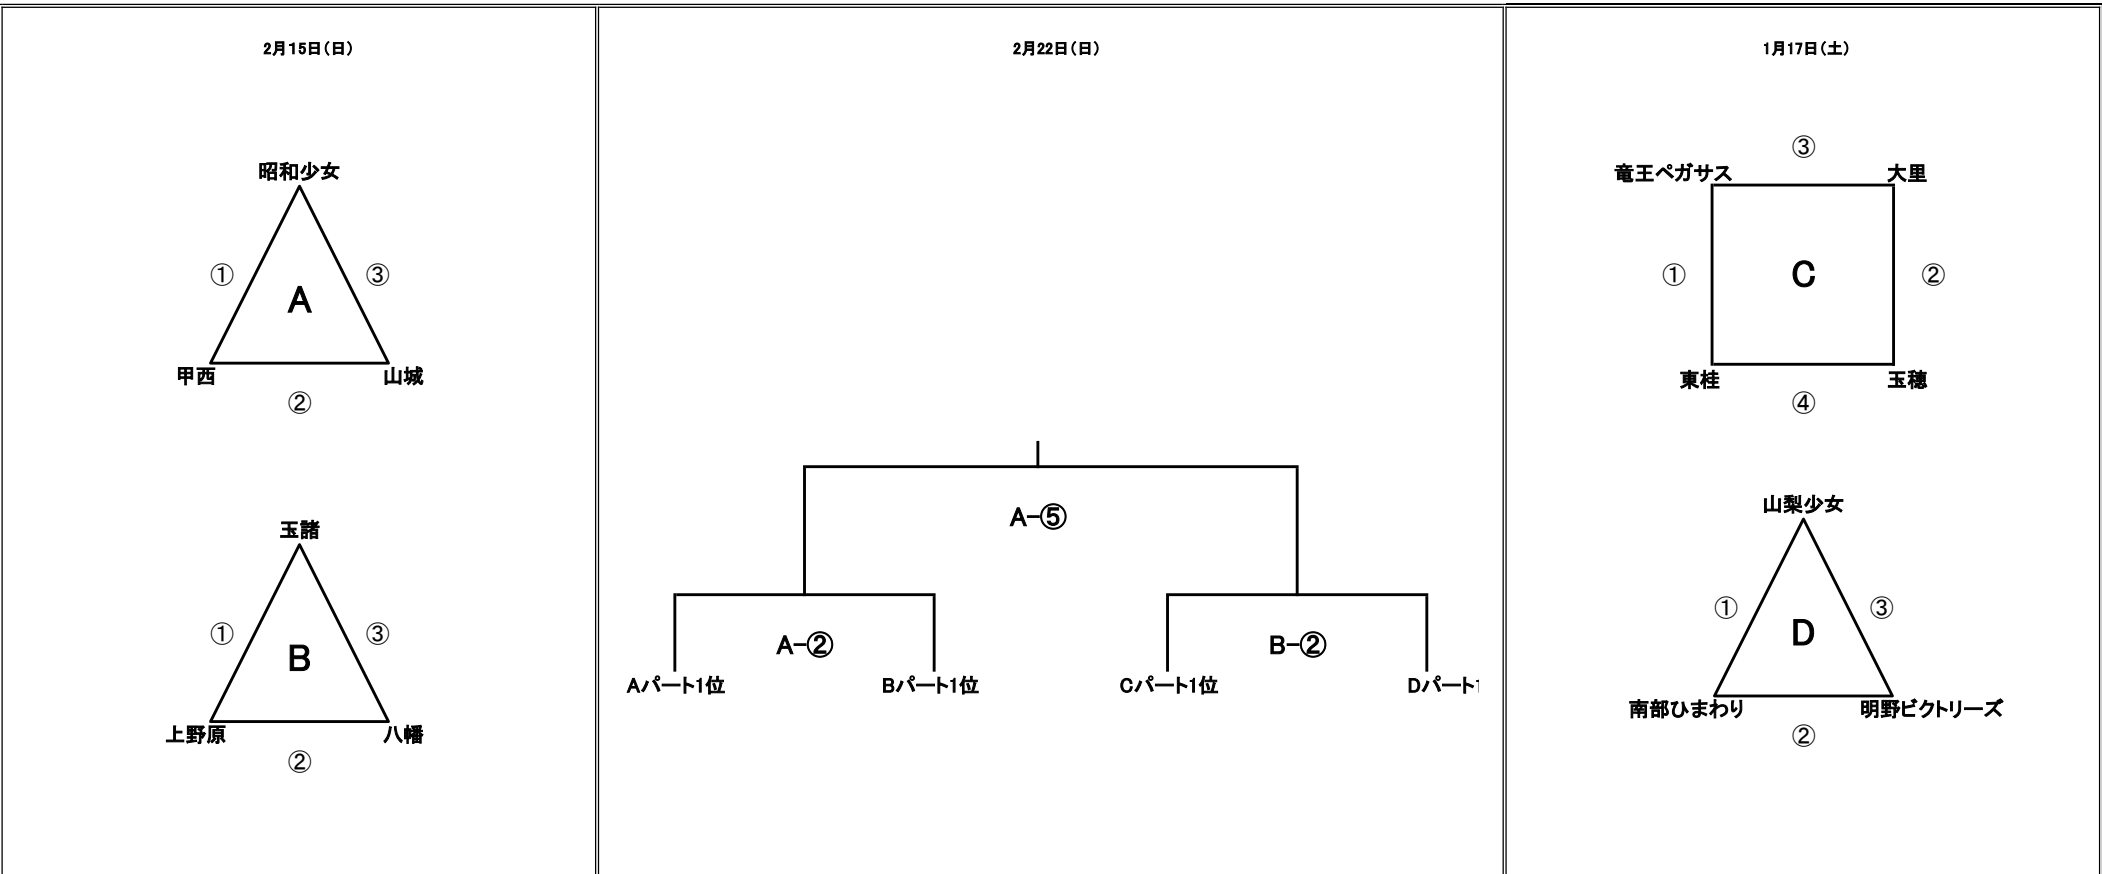 2月15日(日)
昭和少女
①
③
A
甲西
山城
②
玉諸
①
③
B
上野原
八幡
②
2月22日(日)
A-⑤
A-②
B-②
Aパート1位
Bパート1位
Cパート1位
Dパート1
1月17日(土)
③
竜王ペガサス
大里
①
C
②
東桂
玉穂
④
山梨少女
①
③
D
南部ひまわり
明野ビクトリーズ
②